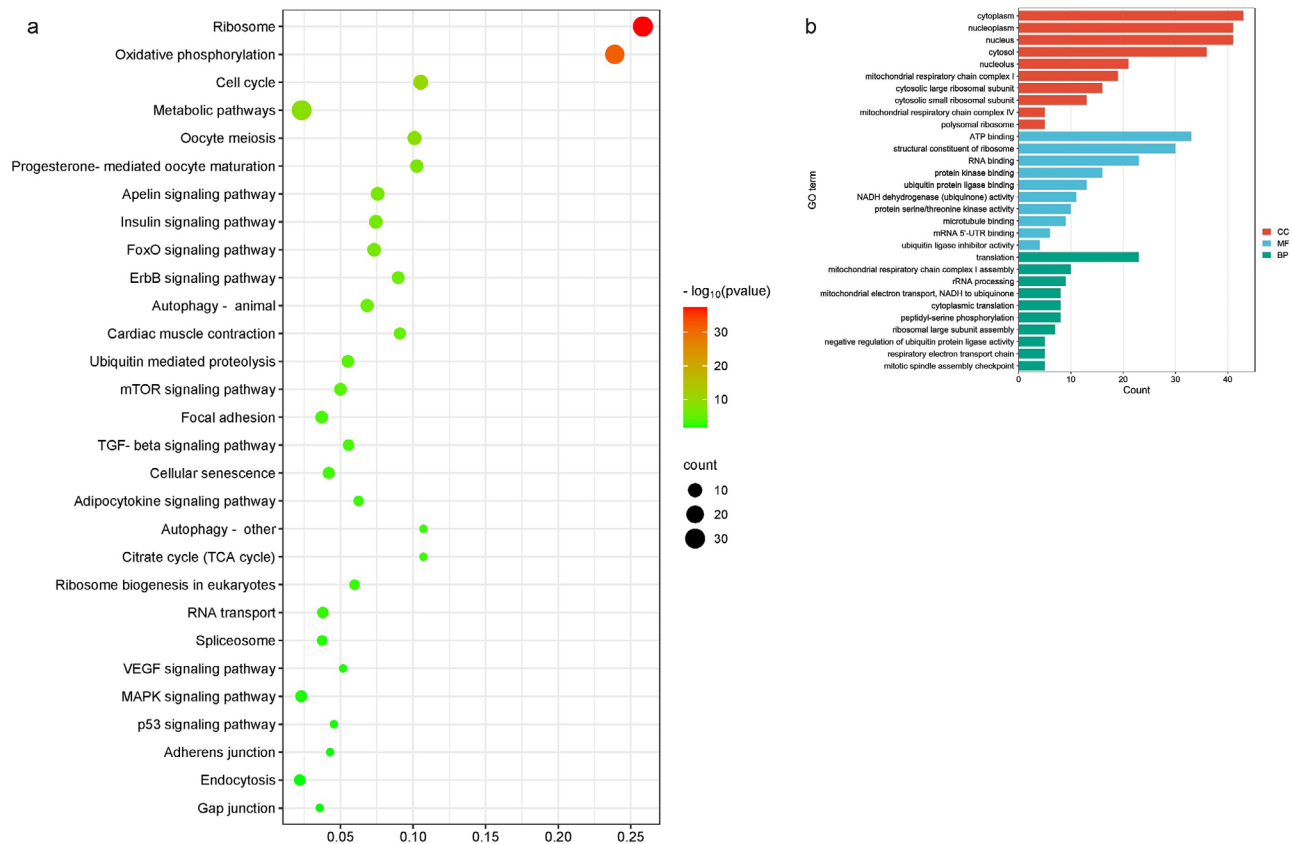 a
Ribosome
Oxidative phosphorylation
Cell cycle
Metabolic pathways
Oocyte meiosis
Progesterone- mediated oocyte maturation
Apelin signaling pathway
Insulin signaling pathway
FoxO signaling pathway
ErbB signaling pathway
Autophagy - animal
Cardiac muscle contraction
Ubiquitin mediated proteolysis
mTOR signaling pathway
Focal adhesion
TGF- beta signaling pathway
Cellular senescence
Adipocytokine signaling pathway
Autophagy - other
Citrate cycle (TCA cycle)
Ribosome biogenesis in eukaryotes
RNA transport
Spliceosome
VEGF signaling pathway
MAPK signaling pathway
p53 signaling pathway
Adherens junction
Endocytosis
Gap junction
0.05 0.10 0.15 0.20 0.25
- log10(pvalue)
30
20
10
count
10
20
30
b
GO term
cytoplasm
nucleoplasm
nucleus
cytosol
nucleolus
mitochondrial respiratory chain complex I
cytosolic large ribosomal subunit
cytosolic small ribosomal subunit
mitochondrial respiratory chain complex IV
polysomal ribosome
ATP binding
structural constituent of ribosome
RNA binding
protein kinase binding
ubiquitin protein ligase binding
NADH dehydrogenase (ubiquinone) activity
protein serine/threonine kinase activity
microtubule binding
mRNA 5'-UTR binding
ubiquitin ligase inhibitor activity
translation
mitochondrial respiratory chain complex I assembly
rRNA processing
mitochondrial electron transport, NADH to ubiquinone
cytoplasmic translation
peptidyl-serine phosphorylation
ribosomal large subunit assembly
negative regulation of ubiquitin protein ligase activity
respiratory electron transport chain
mitotic spindle assembly checkpoint
0 10 20 30 40
Count
CC
MF
BP